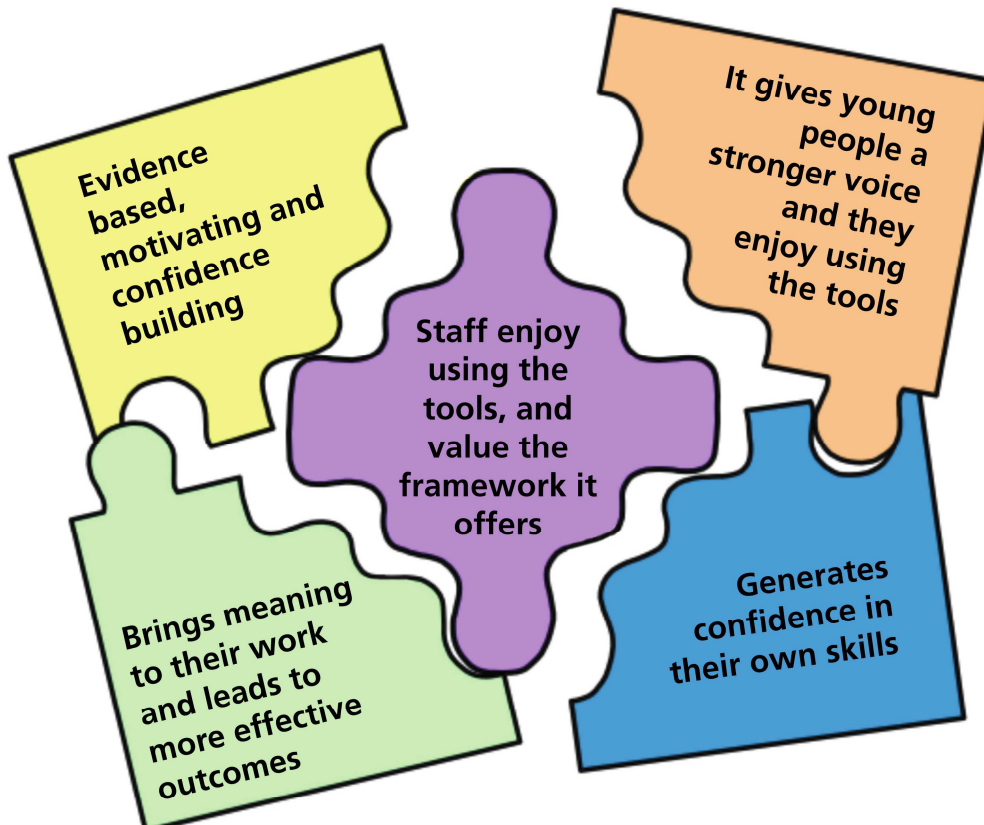 Evidence
based,
motivating and
confidence
building
It gives young
people a
stronger voice
and they
enjoy using
the tools
Staff enjoy
using the
tools, and
value the
framework it
offers
Brings meaning
to their work
and leads to
more effective
outcomes
Generates
confidence in
their own skills